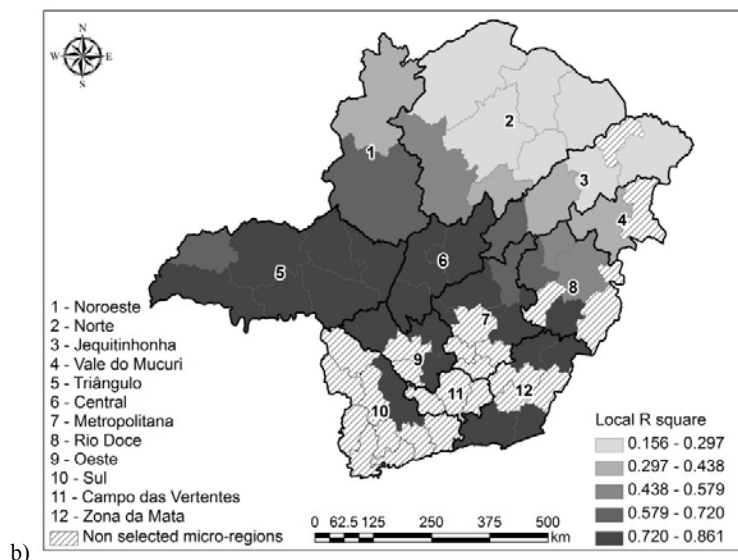 N
W E
S
1
2
3
4
5
6
7
8
9
10
11
12
1 - Noroeste
2 - Norte
3 - Jequitinhonha
4 - Vale do Mucuri
5 - Triângulo
6 - Central
7 - Metropolitana
8 - Rio Doce
9 - Oeste
10 - Sul
11 - Campo das Vertentes
12 - Zona da Mata
Non selected micro-regions
Local R square
0.156 - 0.297
0.297 - 0.438
0.438 - 0.579
0.579 - 0.720
0.720 - 0.861
0 62.5 125 250 375 500
km
b)